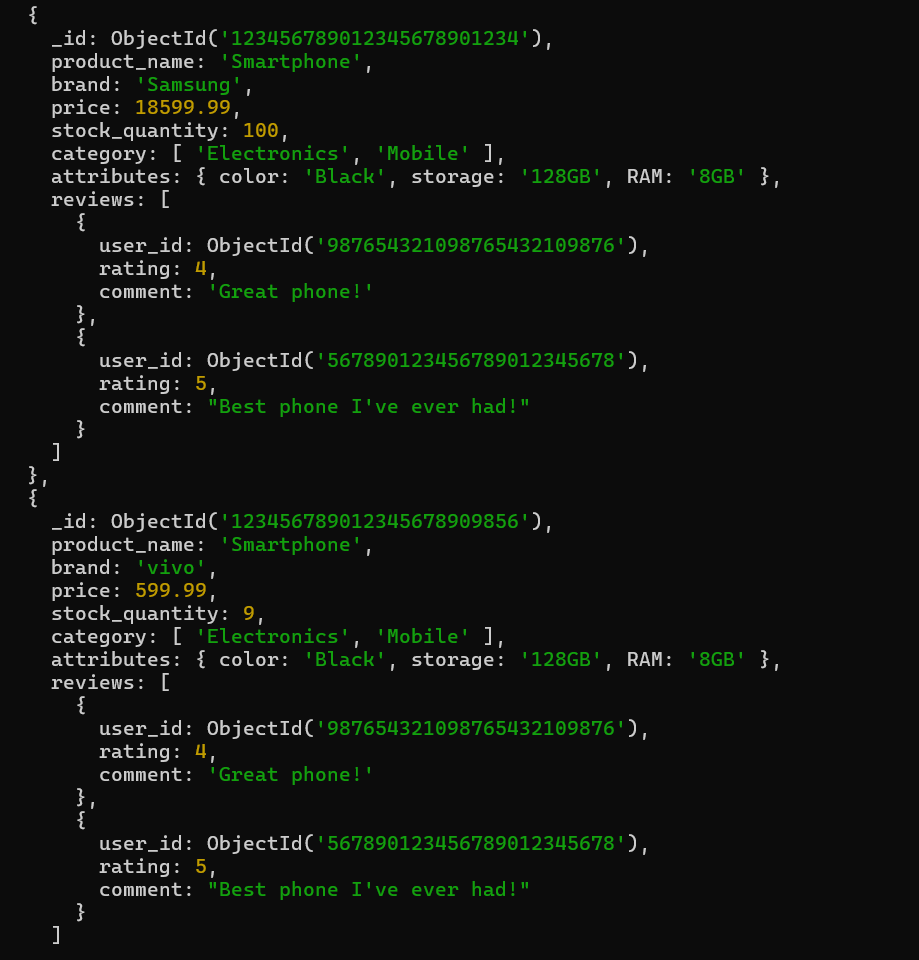 {
_id: ObjectId('123456789012345678901234'),
product_name: 'Smartphone',
brand: 'Samsung',
price: 18599.99,
stock_quantity: 100,
category: [ 'Electronics', 'Mobile' ],
attributes: { color: 'Black', storage: '128GB', RAM: '8GB' },
reviews: [
{
user_id: ObjectId('987654321098765432109876'),
rating: 4,
comment: 'Great phone!'
},
{
user_id: ObjectId('567890123456789012345678'),
rating: 5,
comment: "Best phone I've ever had!"
}
]
},
{
_id: ObjectId('123456789012345678909856'),
product_name: 'Smartphone',
brand: 'vivo',
price: 599.99,
stock_quantity: 9,
category: [ 'Electronics', 'Mobile' ],
attributes: { color: 'Black', storage: '128GB', RAM: '8GB' },
reviews: [
{
user_id: ObjectId('987654321098765432109876'),
rating: 4,
comment: 'Great phone!'
},
{
user_id: ObjectId('567890123456789012345678'),
rating: 5,
comment: "Best phone I've ever had!"
}
]